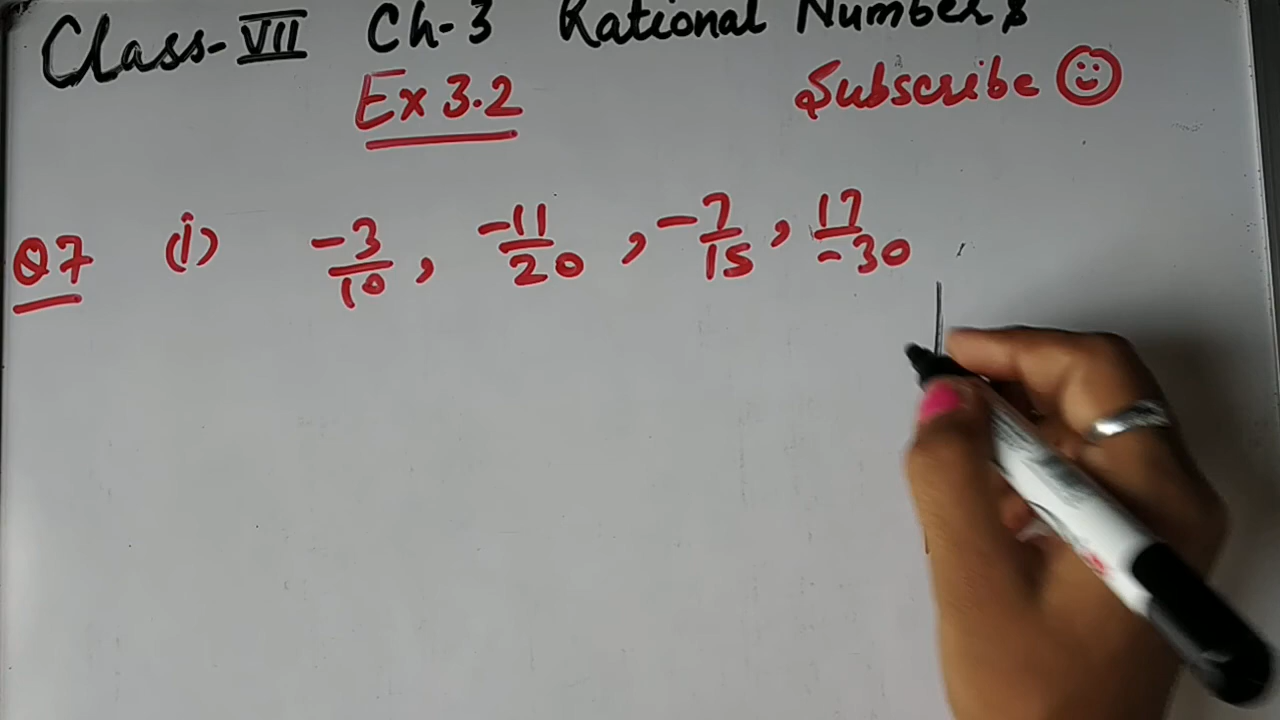 Class-VII Ch-3 Rational Numbers
Ex 3.2 Subscribe
Q7 (i) -3/10, -11/20, -7/15, 17/-30